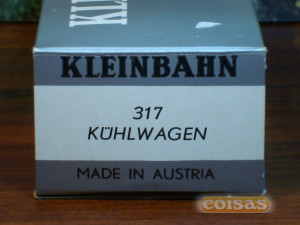 KLEINBAHN
317
KÜHLWAGEN
MADE IN AUSTRIA
coisas